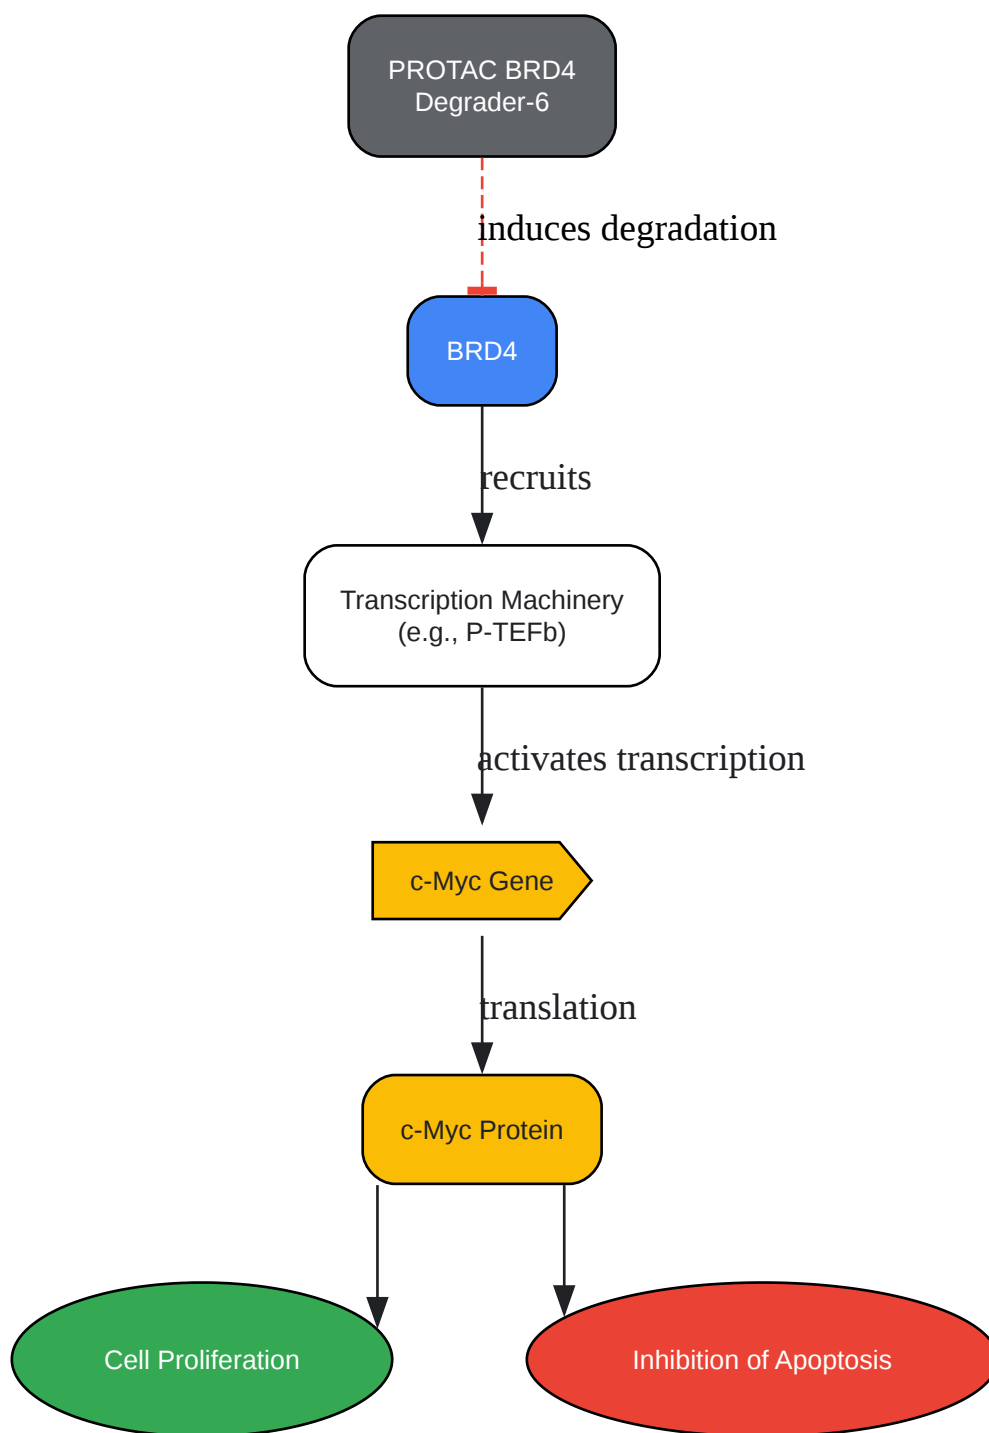 PROTAC BRD4
Degrader-6
induces degradation
BRD4
recruits
Transcription Machinery
(e.g., P-TEFb)
activates transcription
c-Myc Gene
translation
c-Myc Protein
Cell Proliferation
Inhibition of Apoptosis